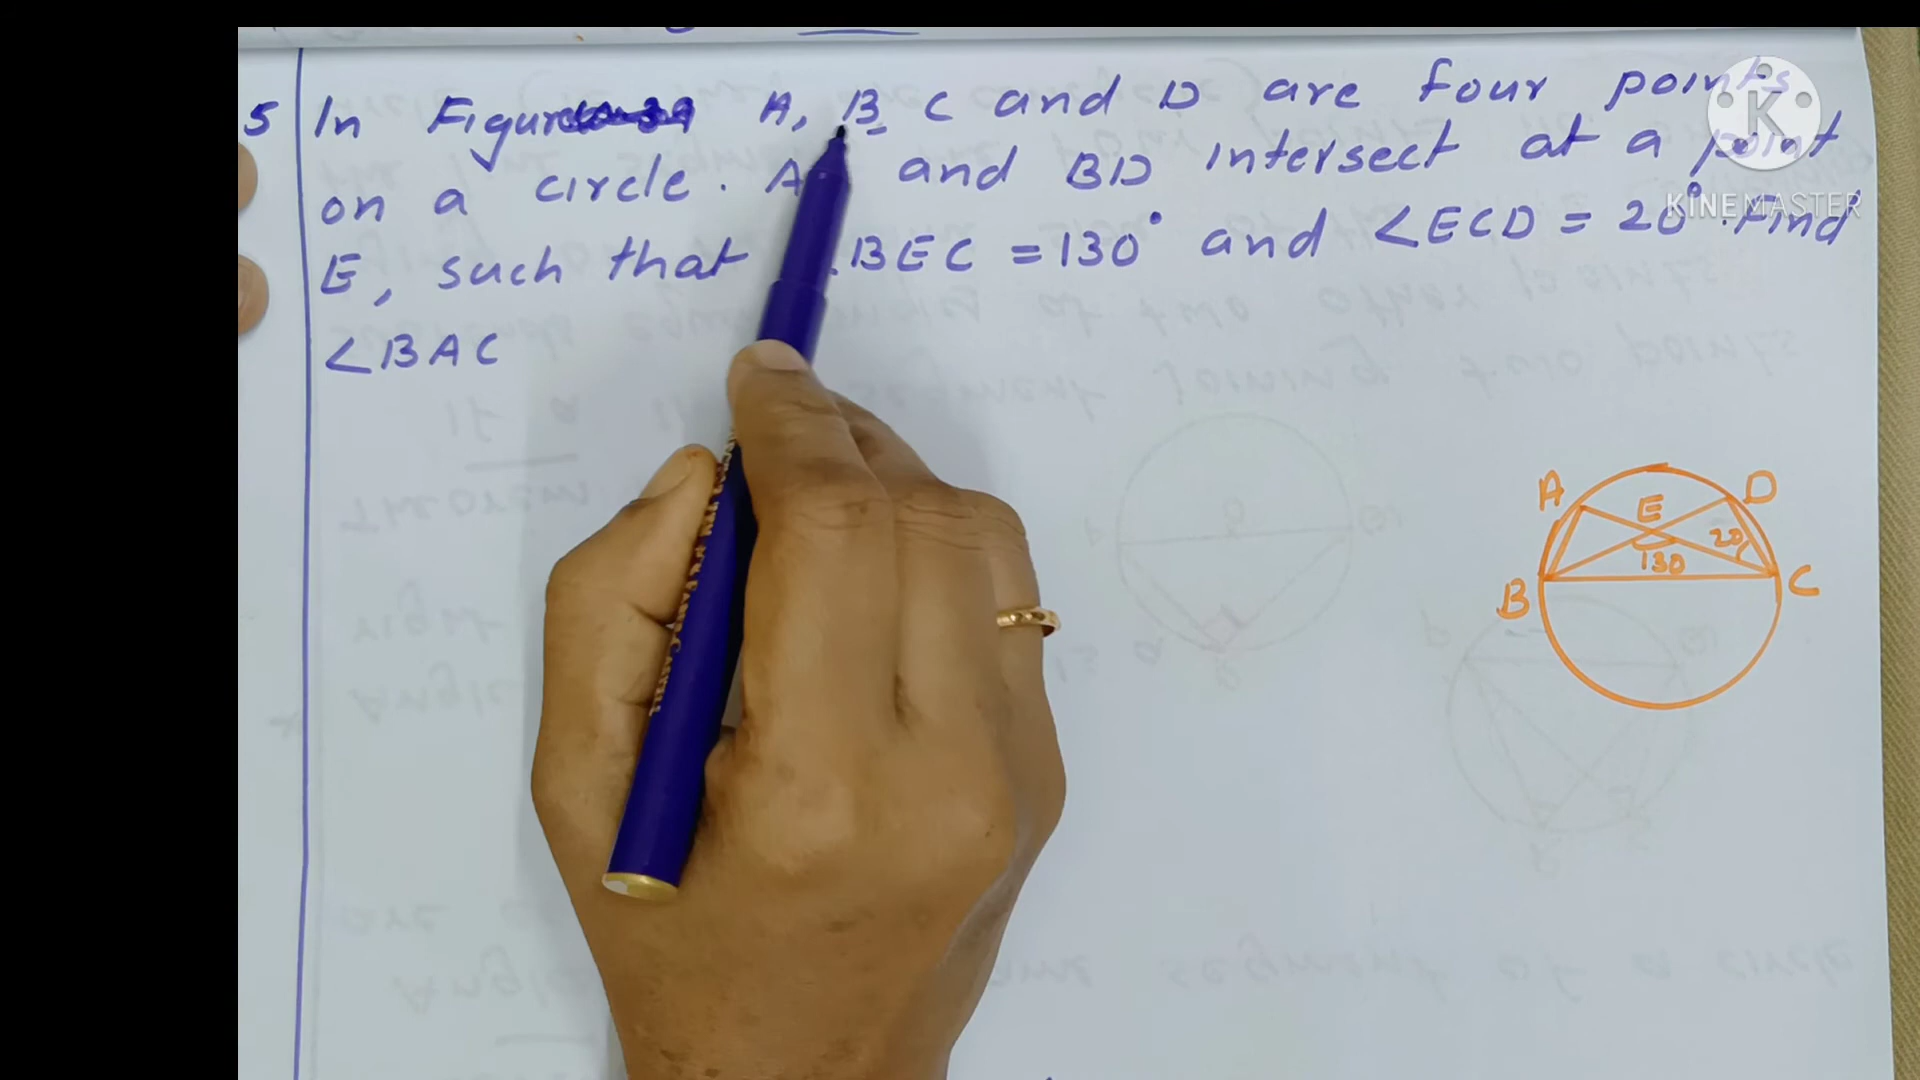 5 In Figur A, B C and D are four points
on a circle. A and BD intersect at a point
E, such that BEC = 130° and ∠ECD = 20°. Find
∠BAC
A E D
20
130
B C
K
KINEMASTER